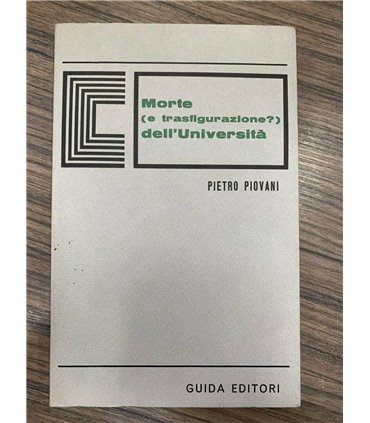 Morte
(e trasfigurazione?)
dell'Università
PIETRO PIOVANI
GUIDA EDITORI